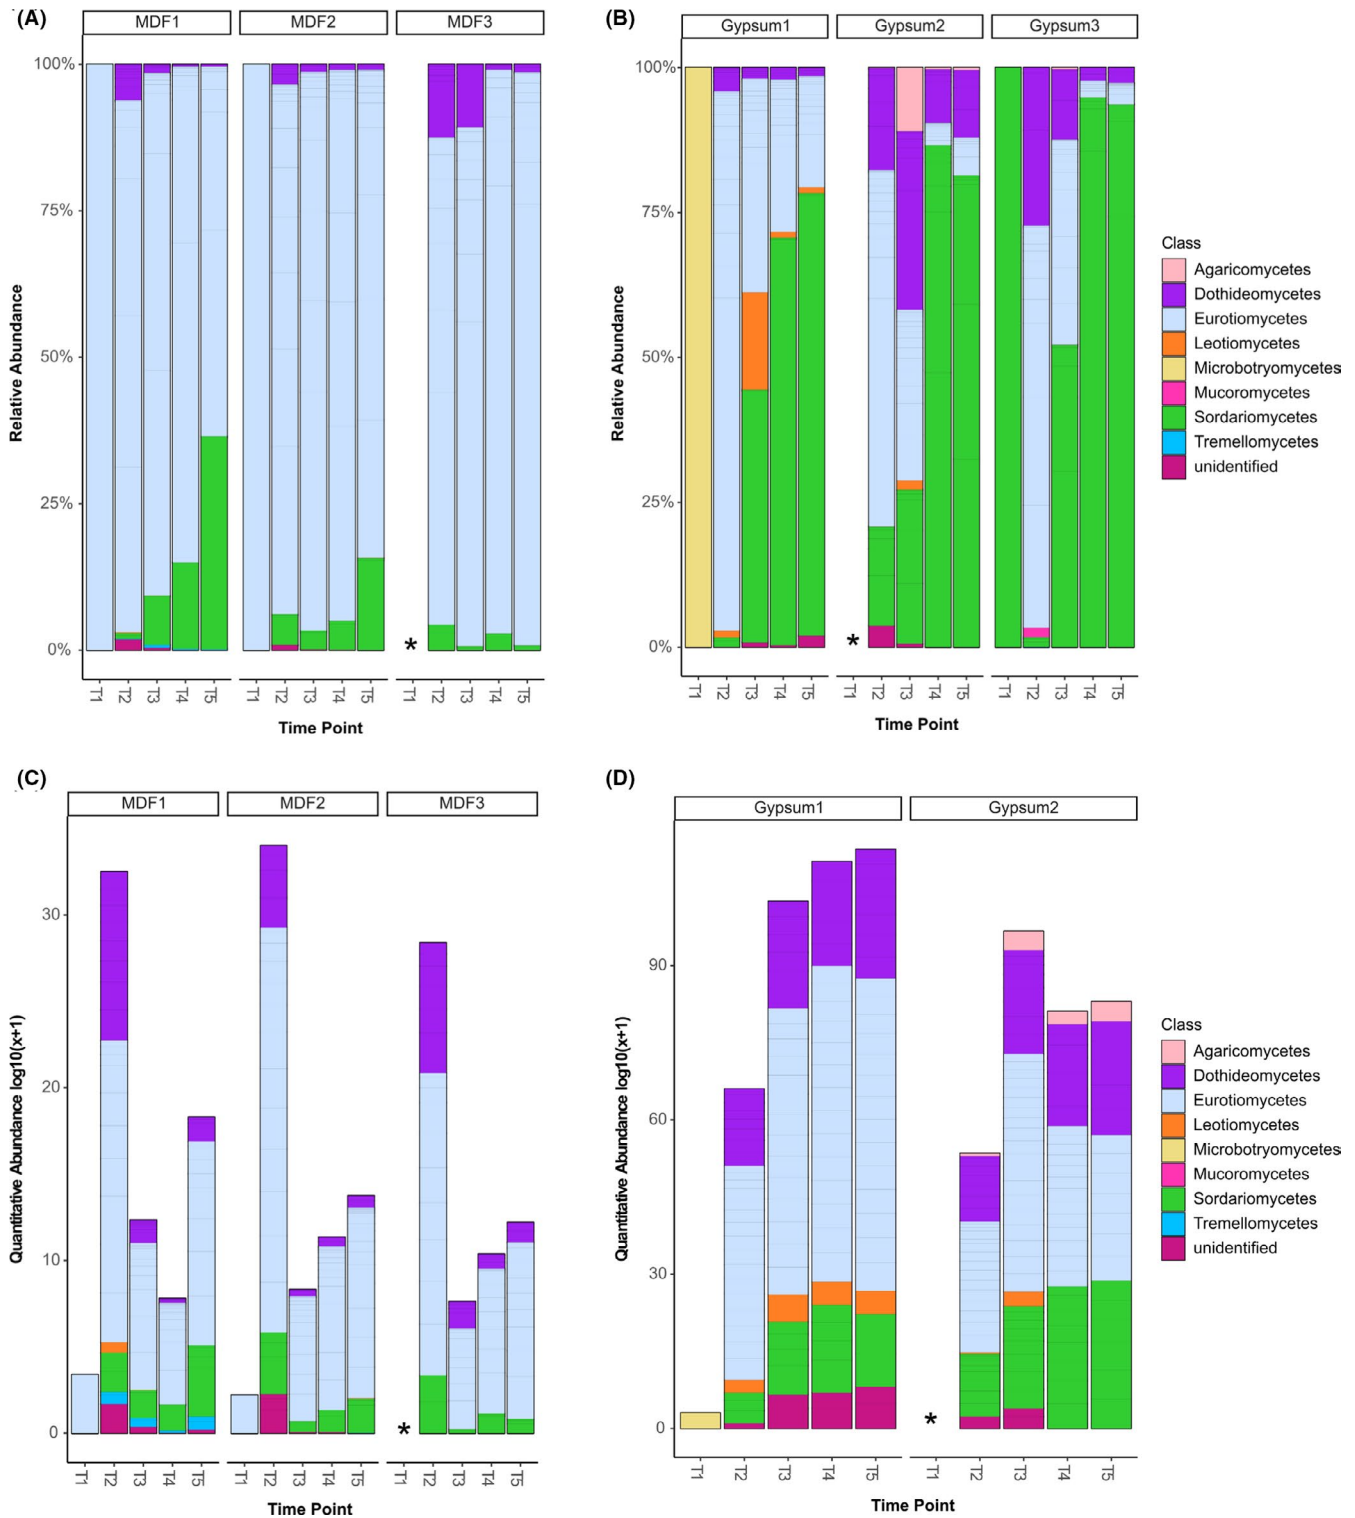 (A)
MDF1 MDF2 MDF3
100%
75%
50%
25%
0%
Relative Abundance
T1 T2 T3 T4 T5 T1 T2 T3 T4 T5 * T1 T2 T3 T4 T5
Time Point
(B)
Gypsum1 Gypsum2 Gypsum3
100%
75%
50%
25%
0%
Relative Abundance
T1 T2 T3 T4 T5 * T1 T2 T3 T4 T5 T1 T2 T3 T4 T5
Time Point
Class
Agaricomycetes
Dothideomycetes
Eurotiomycetes
Leotiomycetes
Microbotryomycetes
Mucoromycetes
Sordariomycetes
Tremellomycetes
unidentified
(C)
MDF1 MDF2 MDF3
30
20
10
0
Quantitative Abundance log10(x+1)
T1 T2 T3 T4 T5 T1 T2 T3 T4 T5 * T1 T2 T3 T4 T5
Time Point
(D)
Gypsum1 Gypsum2
90
60
30
0
Quantitative Abundance log10(x+1)
T1 T2 T3 T4 T5 * T1 T2 T3 T4 T5
Time Point
Class
Agaricomycetes
Dothideomycetes
Eurotiomycetes
Leotiomycetes
Microbotryomycetes
Mucoromycetes
Sordariomycetes
Tremellomycetes
unidentified